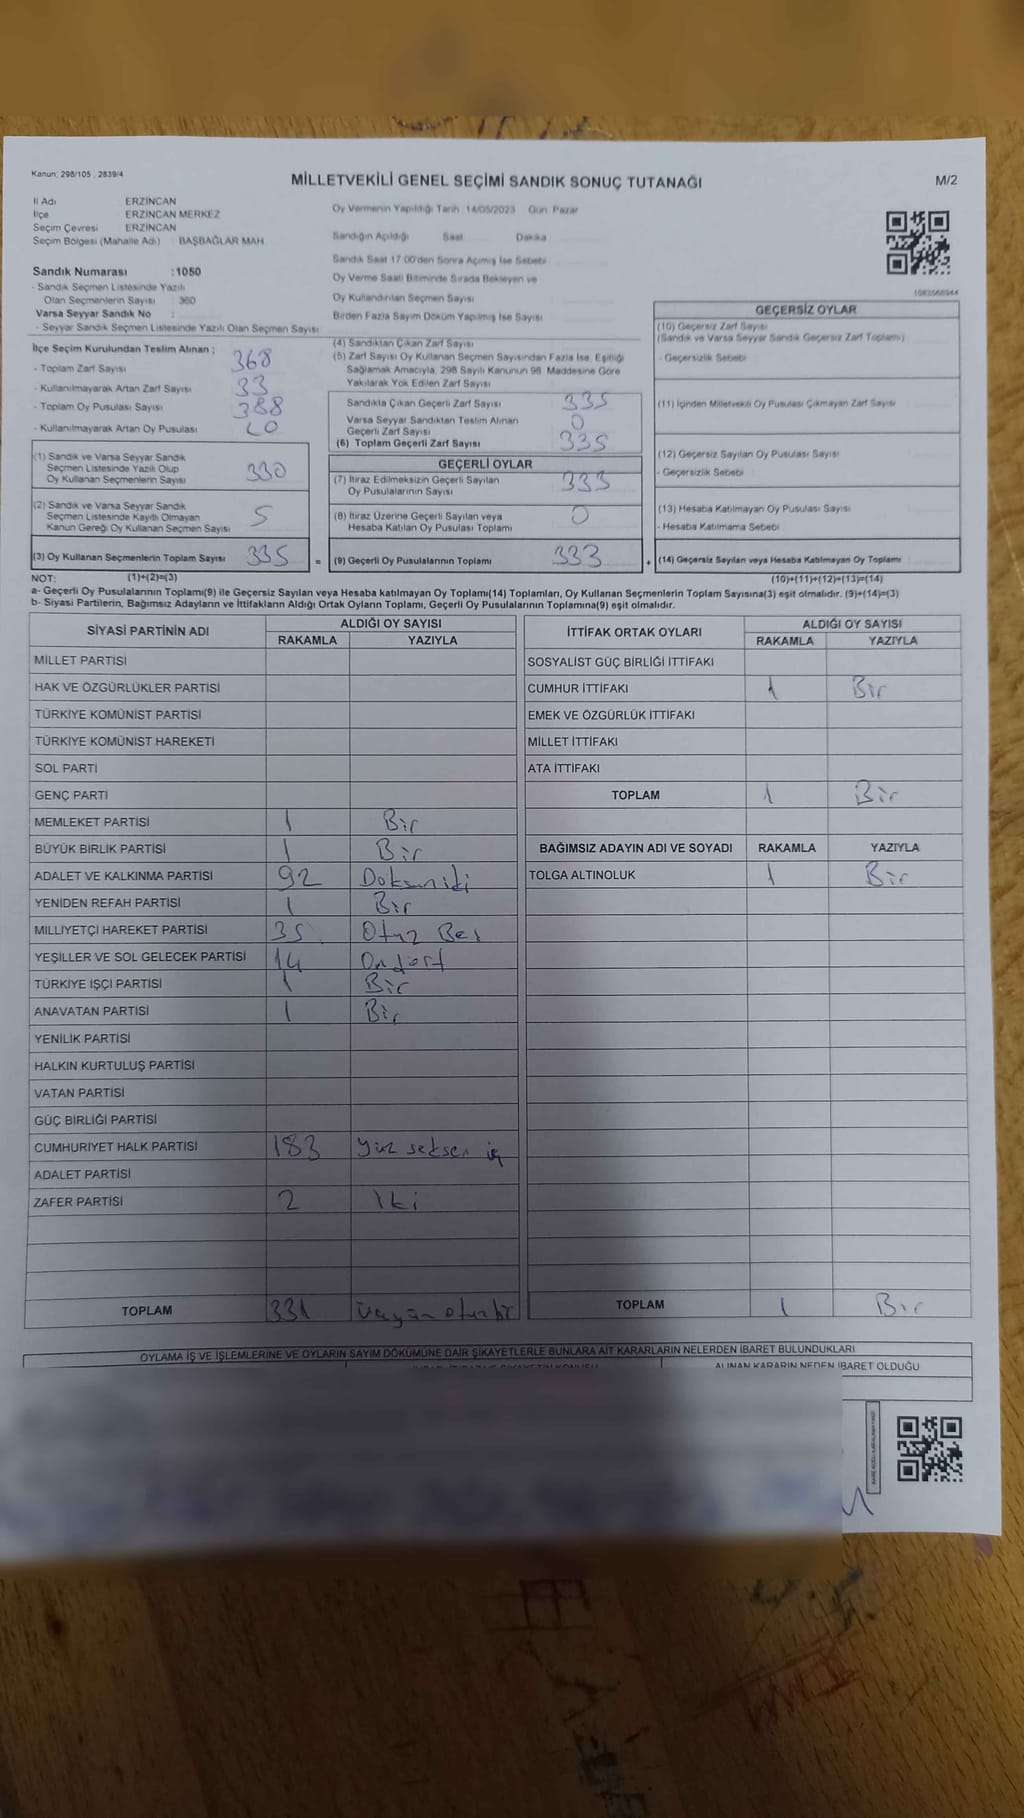 Kanun: 298/105 , 2839/4
MİLLETVEKİLİ GENEL SEÇİMİ SANDIK SONUÇ TUTANAĞI
M/2
İl Adı ERZİNCAN
İlçe ERZİNCAN MERKEZ
Seçim Çevresi ERZİNCAN
Seçim Bölgesi (Mahalle Adı) BAŞBAĞLAR MAH.
Sandık Numarası :1050
- Sandık Seçmen Listesinde Yazılı
Olan Seçmenlerin Sayısı : 360
Varsa Seyyar Sandık No :
- Seyyar Sandık Seçmen Listesinde Yazılı Olan Seçmen Sayısı
Oy Vermenin Yapıldığı Tarih 14/05/2023 Gün: Pazar
Sandığın Açıldığı Saat Dakika
Sandık Saat 17.00'den Sonra Açılmış İse Sebebi
Oy Verme Saati Bitiminde Sırada Bekleyen ve
Oy Kullandırılan Seçmen Sayısı
Birden Fazla Sayım Döküm Yapılmış İse Sayısı
İlçe Seçim Kurulundan Teslim Alınan ;
- Toplam Zarf Sayısı 368
- Kullanılmayarak Artan Zarf Sayısı 33
- Toplam Oy Pusulası Sayısı 388
- Kullanılmayarak Artan Oy Pusulası
(1) Sandık ve Varsa Seyyar Sandık
Seçmen Listesinde Yazılı Olup
Oy Kullanan Seçmenlerin Sayısı 330
(2) Sandık ve Varsa Seyyar Sandık
Seçmen Listesinde Kayıtlı Olmayan
Kanun Gereği Oy Kullanan Seçmen Sayısı 5
(3) Oy Kullanan Seçmenlerin Toplam Sayısı 335 =
(4) Sandıktan Çıkan Zarf Sayısı
(5) Zarf Sayısı Oy Kullanan Seçmen Sayısından Fazla İse, Eşitliği
Sağlamak Amacıyla, 298 Sayılı Kanunun 98. Maddesine Göre
Yakılarak Yok Edilen Zarf Sayısı
Sandıkta Çıkan Geçerli Zarf Sayısı 335
Varsa Seyyar Sandıktan Teslim Alınan
Geçerli Zarf Sayısı 0
(6) Toplam Geçerli Zarf Sayısı 335
GEÇERLİ OYLAR
(7) İtiraz Edilmeksizin Geçerli Sayılan
Oy Pusulalarının Sayısı 333
(8) İtiraz Üzerine Geçerli Sayılan veya
Hesaba Katılan Oy Pusulası Toplamı 0
(9) Geçerli Oy Pusulalarının Toplamı 333 +
1083568944
GEÇERSİZ OYLAR
(10) Geçersiz Zarf Sayısı
(Sandık ve Varsa Seyyar Sandık Geçersiz Zarf Toplamı)
- Geçersizlik Sebebi
(11) İçinden Milletvekili Oy Pusulası Çıkmayan Zarf Sayısı
(12) Geçersiz Sayılan Oy Pusulası Sayısı
- Geçersizlik Sebebi
(13) Hesaba Katılmayan Oy Pusulası Sayısı
- Hesaba Katılmama Sebebi
(14) Geçersiz Sayılan veya Hesaba Katılmayan Oy Toplamı
NOT: (1)+(2)=(3) (10)+(11)+(12)+(13)=(14)
a- Geçerli Oy Pusulalarının Toplamı(9) ile Geçersiz Sayılan veya Hesaba katılmayan Oy Toplamı(14) Toplamları, Oy Kullanan Seçmenlerin Toplam Sayısına(3) eşit olmalıdır. (9)+(14)=(3)
b- Siyasi Partilerin, Bağımsız Adayların ve İttifakların Aldığı Ortak Oyların Toplamı, Geçerli Oy Pusulalarının Toplamına(9) eşit olmalıdır.
SİYASİ PARTİNİN ADI ALDIĞI OY SAYISI
RAKAMLA YAZIYLA
MİLLET PARTİSİ
HAK VE ÖZGÜRLÜKLER PARTİSİ
TÜRKİYE KOMÜNİST PARTİSİ
TÜRKİYE KOMÜNİST HAREKETİ
SOL PARTİ
GENÇ PARTİ
MEMLEKET PARTİSİ 1 Bir
BÜYÜK BİRLİK PARTİSİ 1 Bir
ADALET VE KALKINMA PARTİSİ 92 Doksan iki
YENİDEN REFAH PARTİSİ 1 Bir
MİLLİYETÇİ HAREKET PARTİSİ 35 Otuz Beş
YEŞİLLER VE SOL GELECEK PARTİSİ 14 Ondört
TÜRKİYE İŞÇİ PARTİSİ 1 Bir
ANAVATAN PARTİSİ 1 Bir
YENİLİK PARTİSİ
HALKIN KURTULUŞ PARTİSİ
VATAN PARTİSİ
GÜÇ BİRLİĞİ PARTİSİ
CUMHURİYET HALK PARTİSİ 183 Yüz seksen üç
ADALET PARTİSİ
ZAFER PARTİSİ 2 İki
TOPLAM 331 üçyüz otuzbir
İTTİFAK ORTAK OYLARI ALDIĞI OY SAYISI
RAKAMLA YAZIYLA
SOSYALİST GÜÇ BİRLİĞİ İTTİFAKI
CUMHUR İTTİFAKI 1 Bir
EMEK VE ÖZGÜRLÜK İTTİFAKI
MİLLET İTTİFAKI
ATA İTTİFAKI
TOPLAM 1 Bir
BAĞIMSIZ ADAYIN ADI VE SOYADI RAKAMLA YAZIYLA
TOLGA ALTINOLUK 1 Bir
TOPLAM 1 Bir
OYLAMA İŞ VE İŞLEMLERİNE VE OYLARIN SAYIM DÖKÜMÜNE DAİR ŞİKAYETLERLE BUNLARA AİT KARARLARIN NELERDEN İBARET BULUNDUKLARI
ALINAN KARARIN NEDEN İBARET OLDUĞU